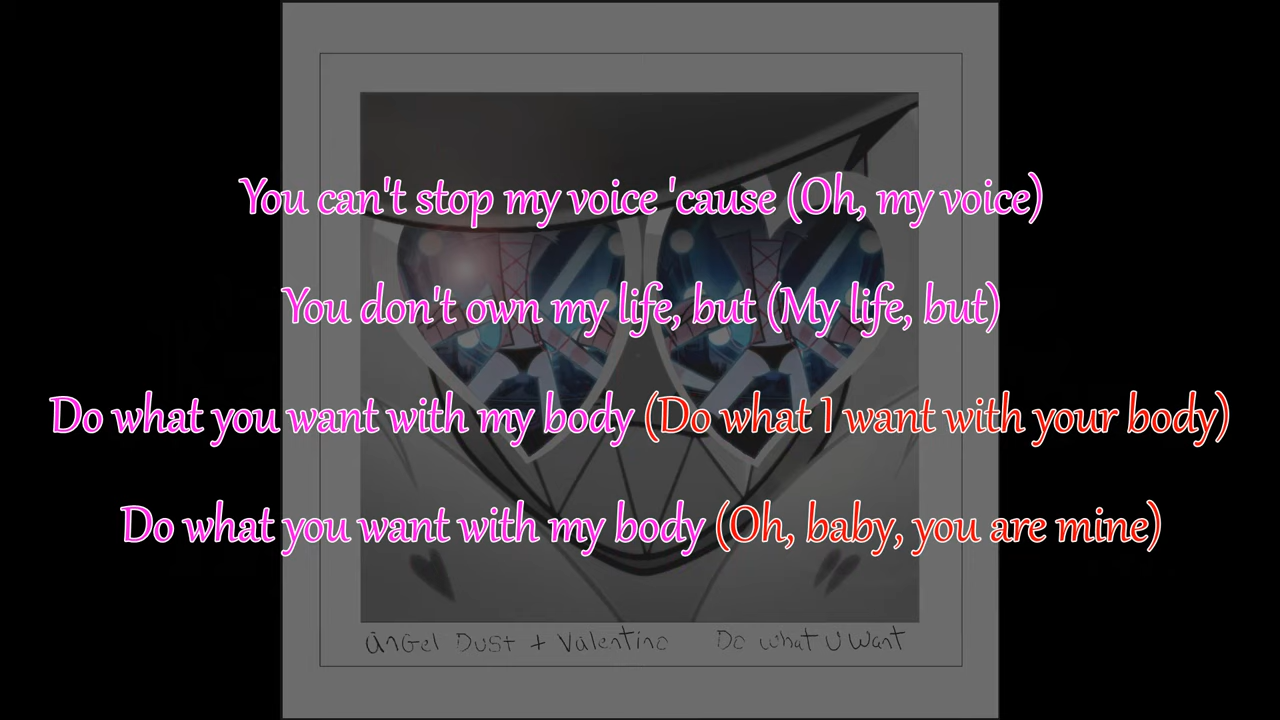 You can't stop my voice 'cause (Oh, my voice)
You don't own my life, but (My life, but)
Do what you want with my body (Do what I want with your body)
Do what you want with my body (Oh, baby, you are mine)
Angel Dust + Valentino Do what U Want